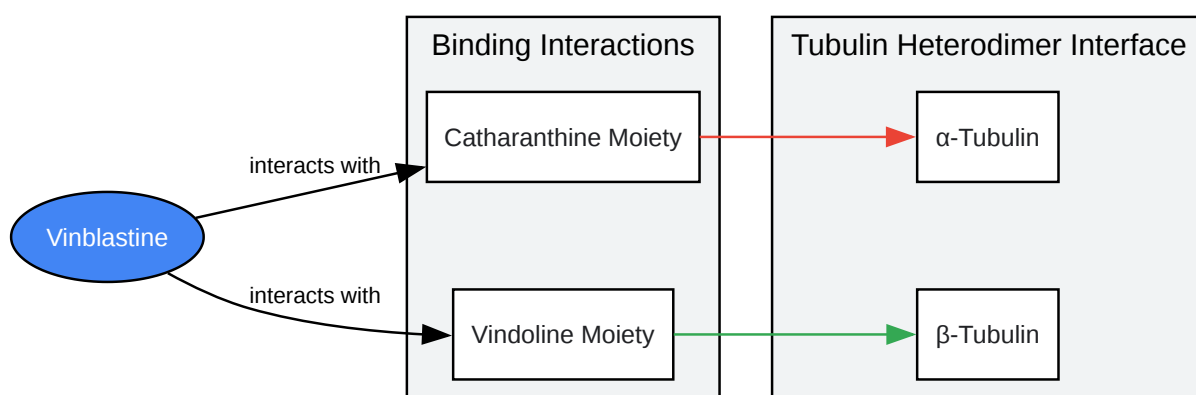 Binding Interactions
Tubulin Heterodimer Interface
Catharanthine Moiety
α-Tubulin
interacts with
Vinblastine
interacts with
Vindoline Moiety
β-Tubulin